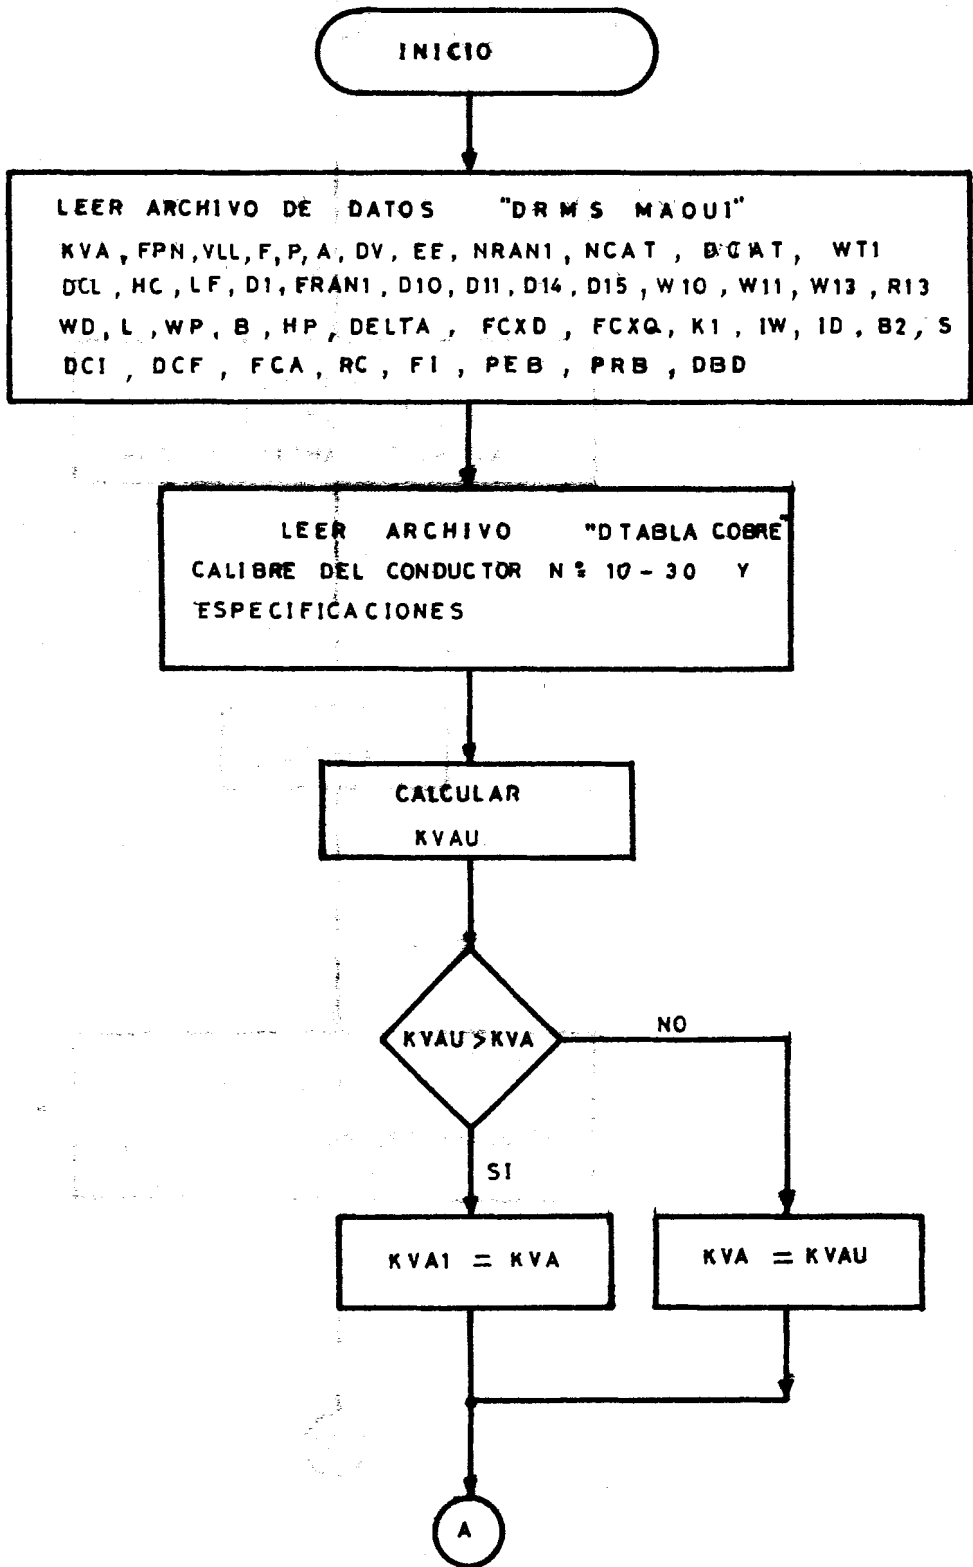 INICIO
LEER ARCHIVO DE DATOS "DRMS MAQUI"
KVA, FPN, VLL, F, P, A, DV, EE, NRAN1, NCAT, DCAT, WT1
DCL, HC, LF, D1, FRAN1, D10, D11, D14, D15, W10, W11, W13, R13
WD, L, WP, B, HP, DELTA, FCXD, FCXQ, K1, IW, ID, B2, S
DCI, DCF, FCA, RC, FI, PEB, PRB, DBD
LEER ARCHIVO "DTABLA COBRE"
CALIBRE DEL CONDUCTOR Nº 10-30 Y
ESPECIFICACIONES
CALCULAR
KVAU
KVAU > KVA
NO
SI
KVA1 = KVA
KVA = KVAU
A